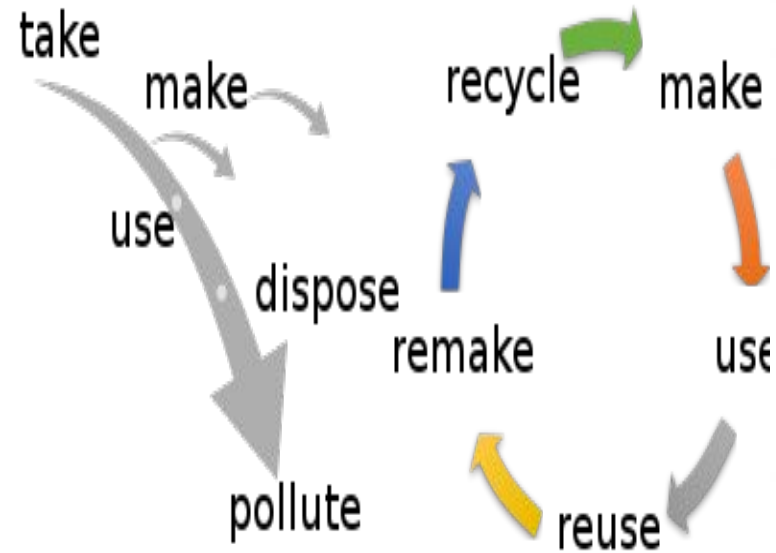 take
make
use
dispose
pollute
recycle
make
use
reuse
remake